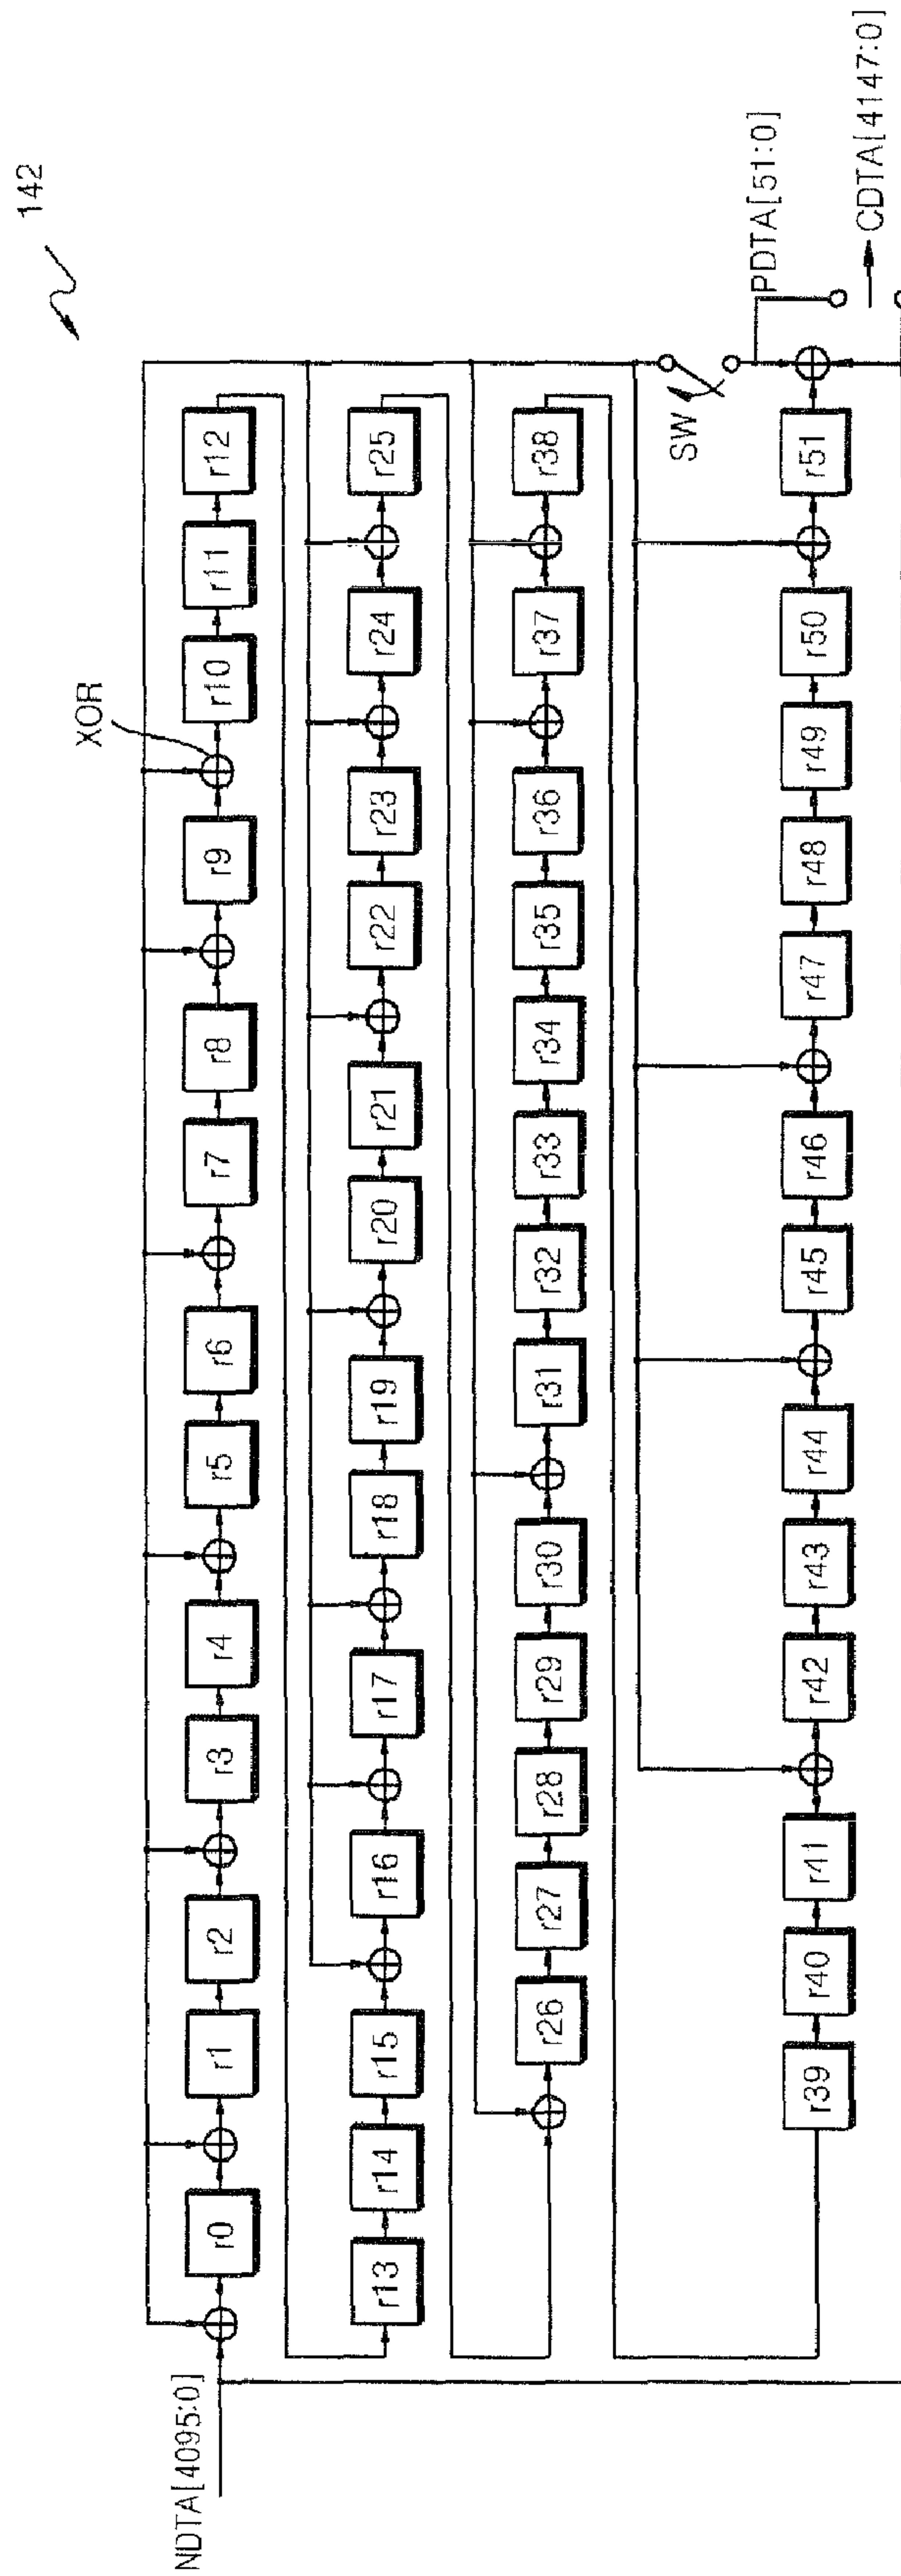 142
XOR
NDTA[4095:0]
r0 r1 r2 r3 r4 r5 r6 r7 r8 r9 r10 r11 r12
r13 r14 r15 r16 r17 r18 r19 r20 r21 r22 r23 r24 r25
r26 r27 r28 r29 r30 r31 r32 r33 r34 r35 r36 r37 r38
SW
PDTA[51:0]
r39 r40 r41 r42 r43 r44 r45 r46 r47 r48 r49 r50 r51
CDTA[4147:0]